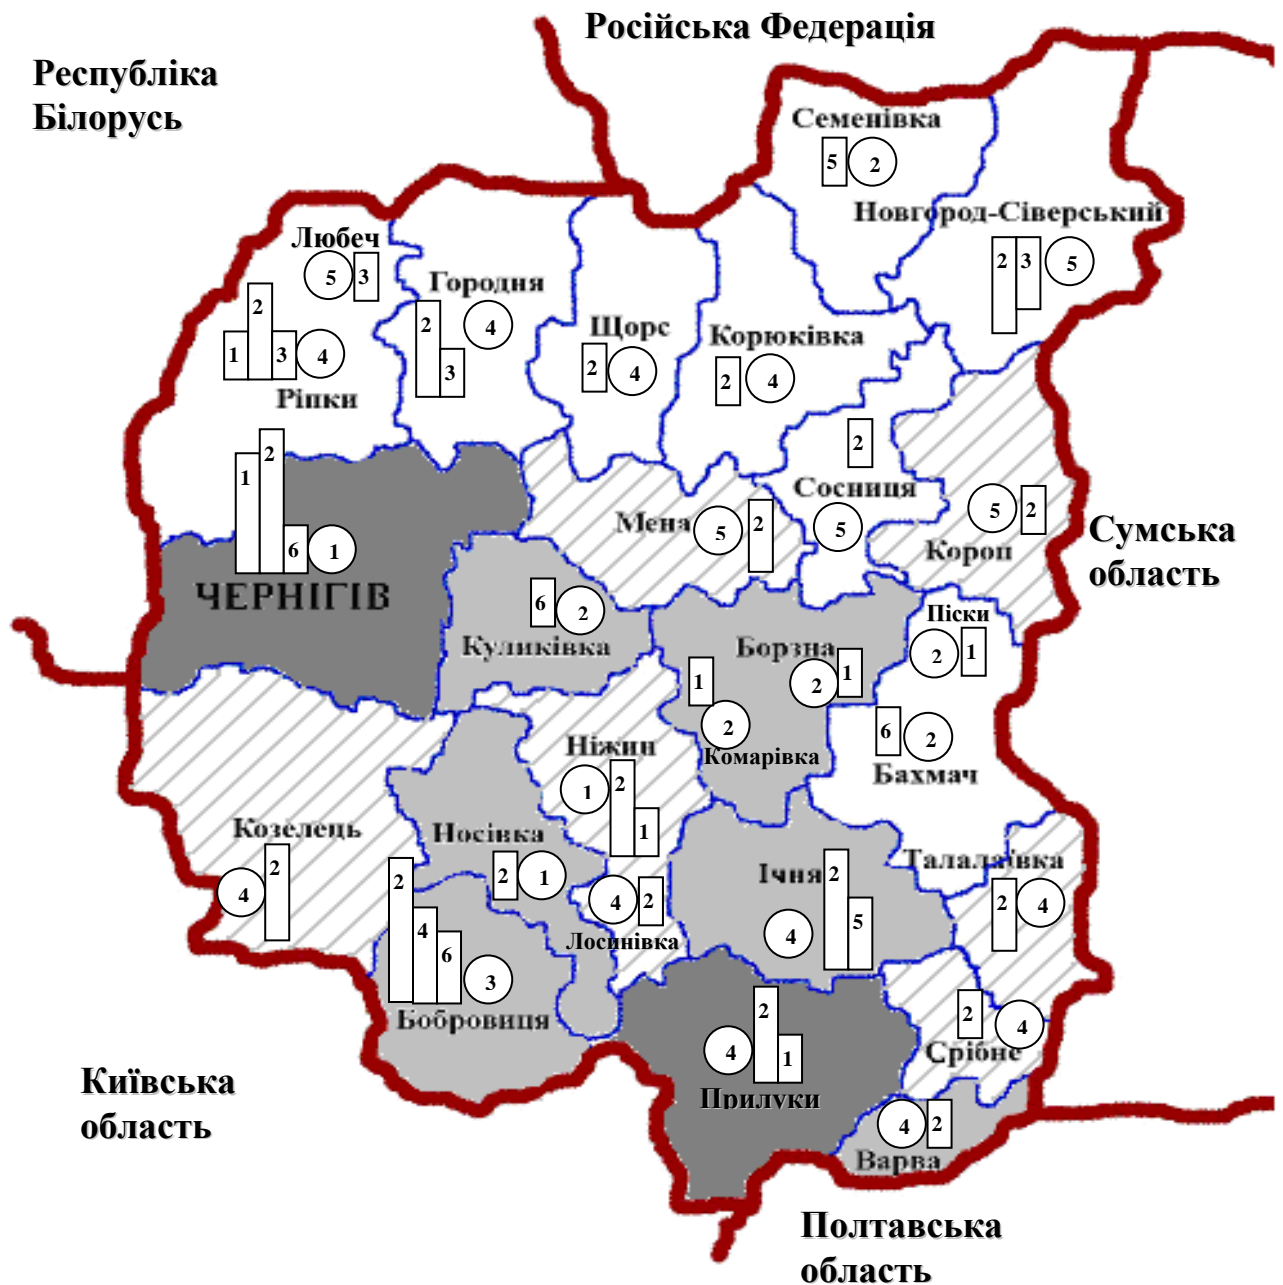 Російська Федерація
Республіка
Білорусь
Семенівка
5 2
Новгород-Сіверський
2 3 5
Любеч
5 3
Городня
2 3 4
2
1 3 4
Ріпки
Щорс
2 4
Корюківка
2 4
2
Сосниця
5
1 2 6 1
ЧЕРНІГІВ
Мена 5 2
5 2
Короп
Сумська
область
6 2
Куликівка
Піски
2 1
Борзна
2 1
1
2
Комарівка
6 2
Бахмач
Ніжин
1 2 1
Козелець
4 2
Носівка
2 1
Ічня 2
4 5
Талалаївка
2 4
4 2
Лосинівка
2 4 6 3
Бобровиця
2 4
Срібне
4 2 1
Прилуки
Київська
область
4 2
Варва
Полтавська
область